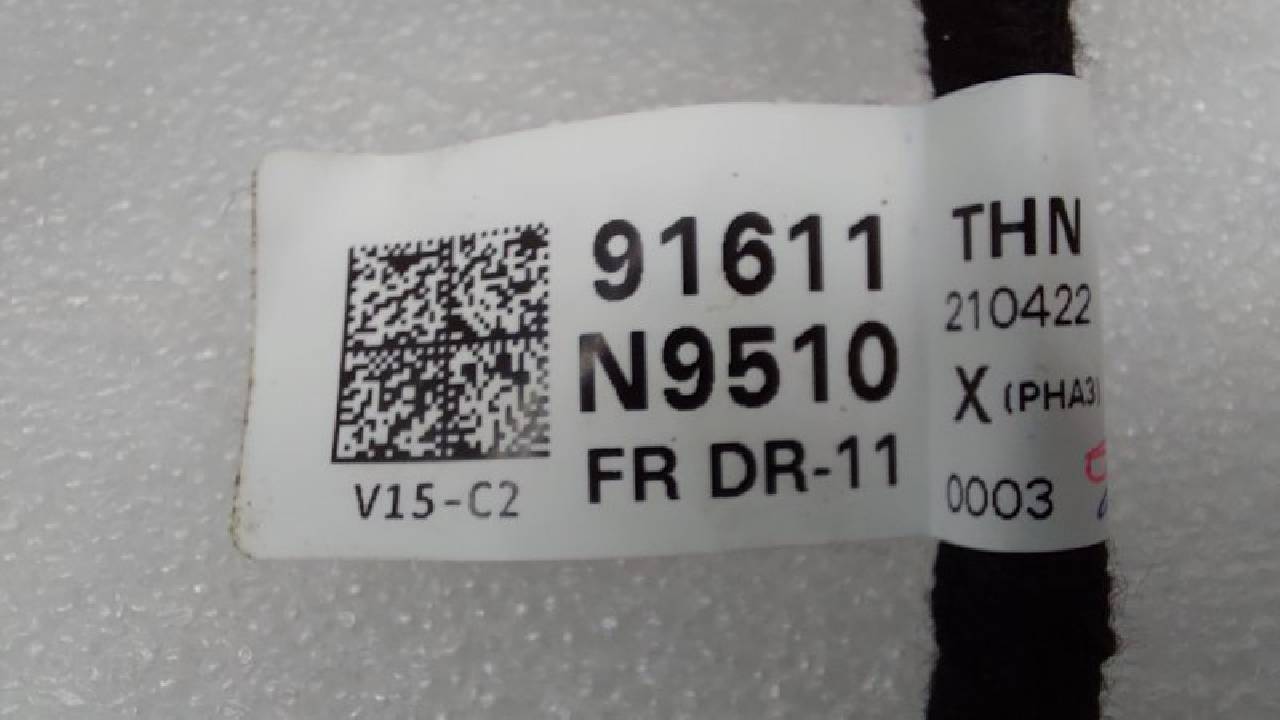 91611
N9510
FR DR-11
V15-C2
THN
210422
X (PHA3)
0003